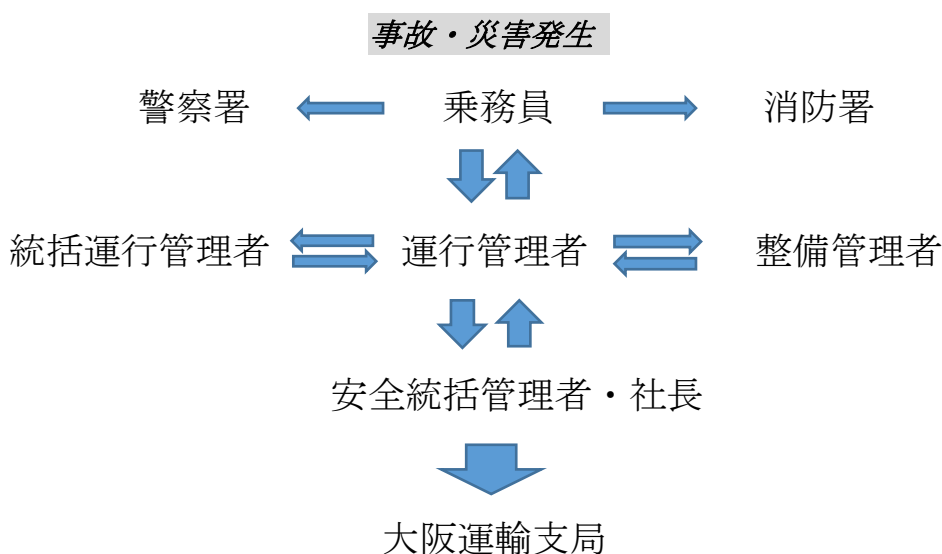 事故・災害発生
警察署 乗務員 消防署
統括運行管理者 運行管理者 整備管理者
安全統括管理者・社長
大阪運輸支局